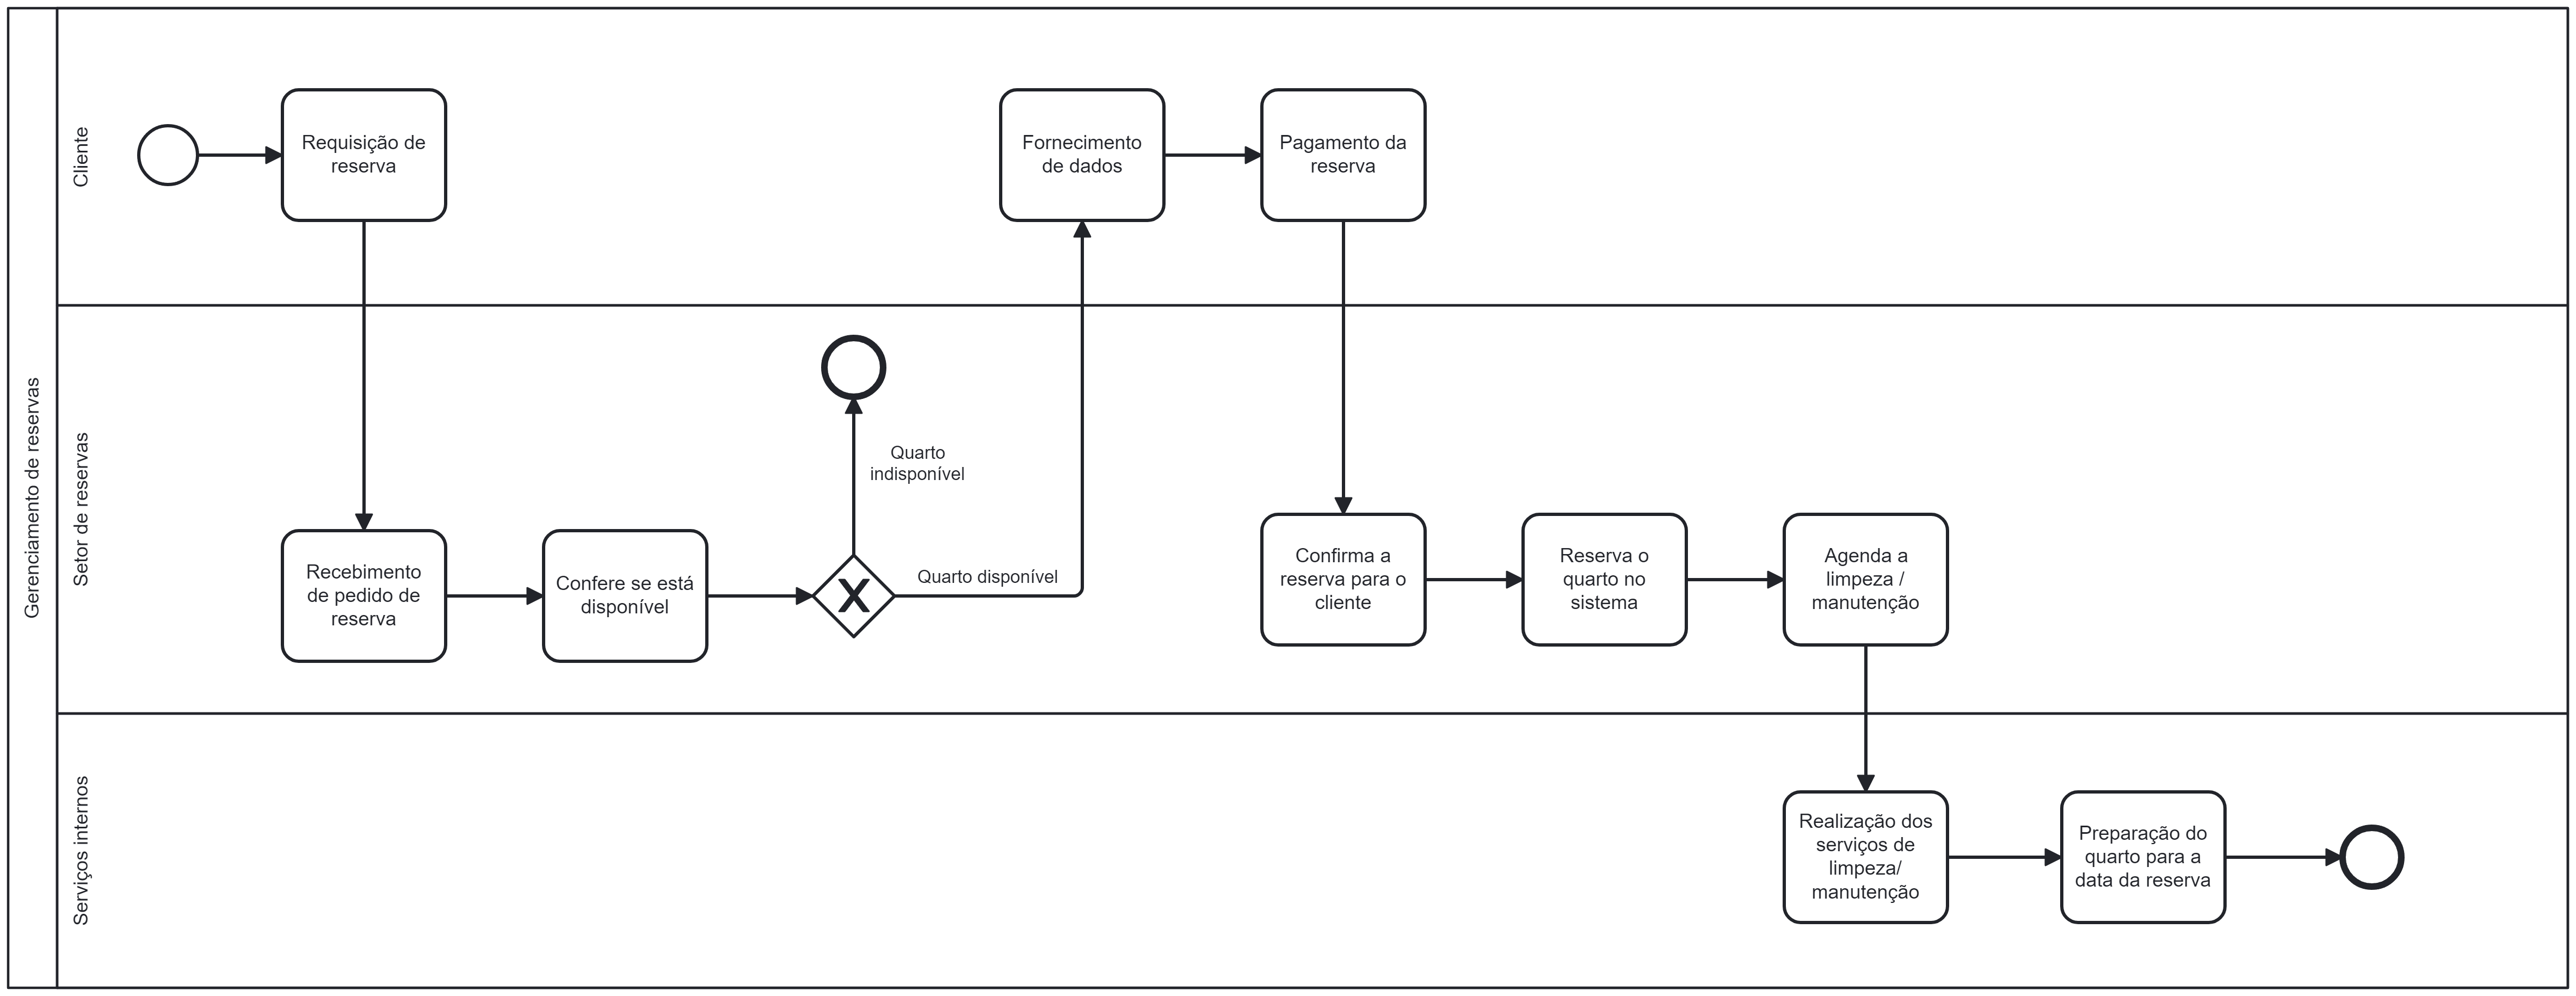 Gerenciamento de reservas
Cliente
Requisição de
reserva
Fornecimento
de dados
Pagamento da
reserva
Setor de reservas
Recebimento
de pedido de
reserva
Confere se está
disponível
Quarto
indisponível
Quarto disponível
Confirma a
reserva para o
cliente
Reserva o
quarto no
sistema
Agenda a
limpeza /
manutenção
Serviços internos
Realização dos
serviços de
limpeza/
manutenção
Preparação do
quarto para a
data da reserva